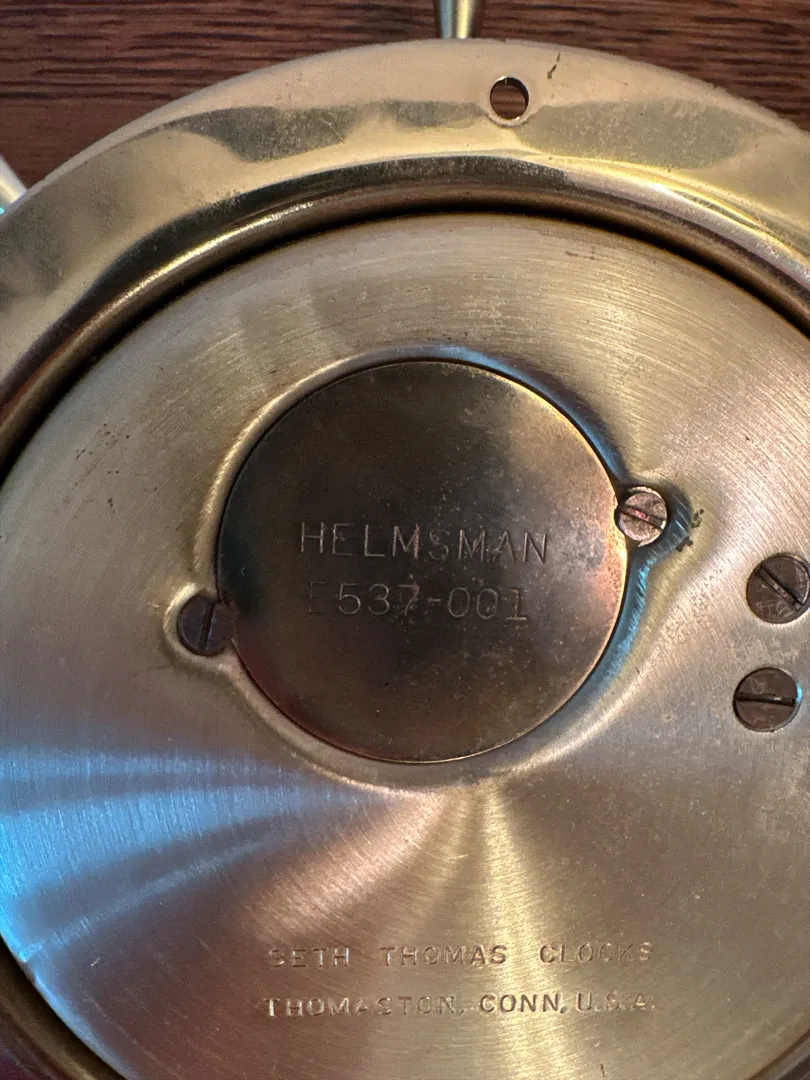 HELMSMAN
E537-001
SETH THOMAS CLOCKS
THOMASTON, CONN, U.S.A.